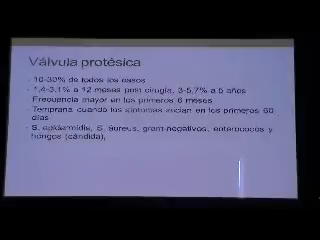 Válvula protésica
- 10-30% de todos los casos
- 1,4-3,1% a 12 meses post cirugía, 3-5,7% a 5 años
- Frecuencia mayor en los primeros 6 meses
- Temprana cuando los síntomas inician en los primeros 60
días
- S. epidermidis, S. aureus, gram-negativos, enterococos y
hongos (cándida),